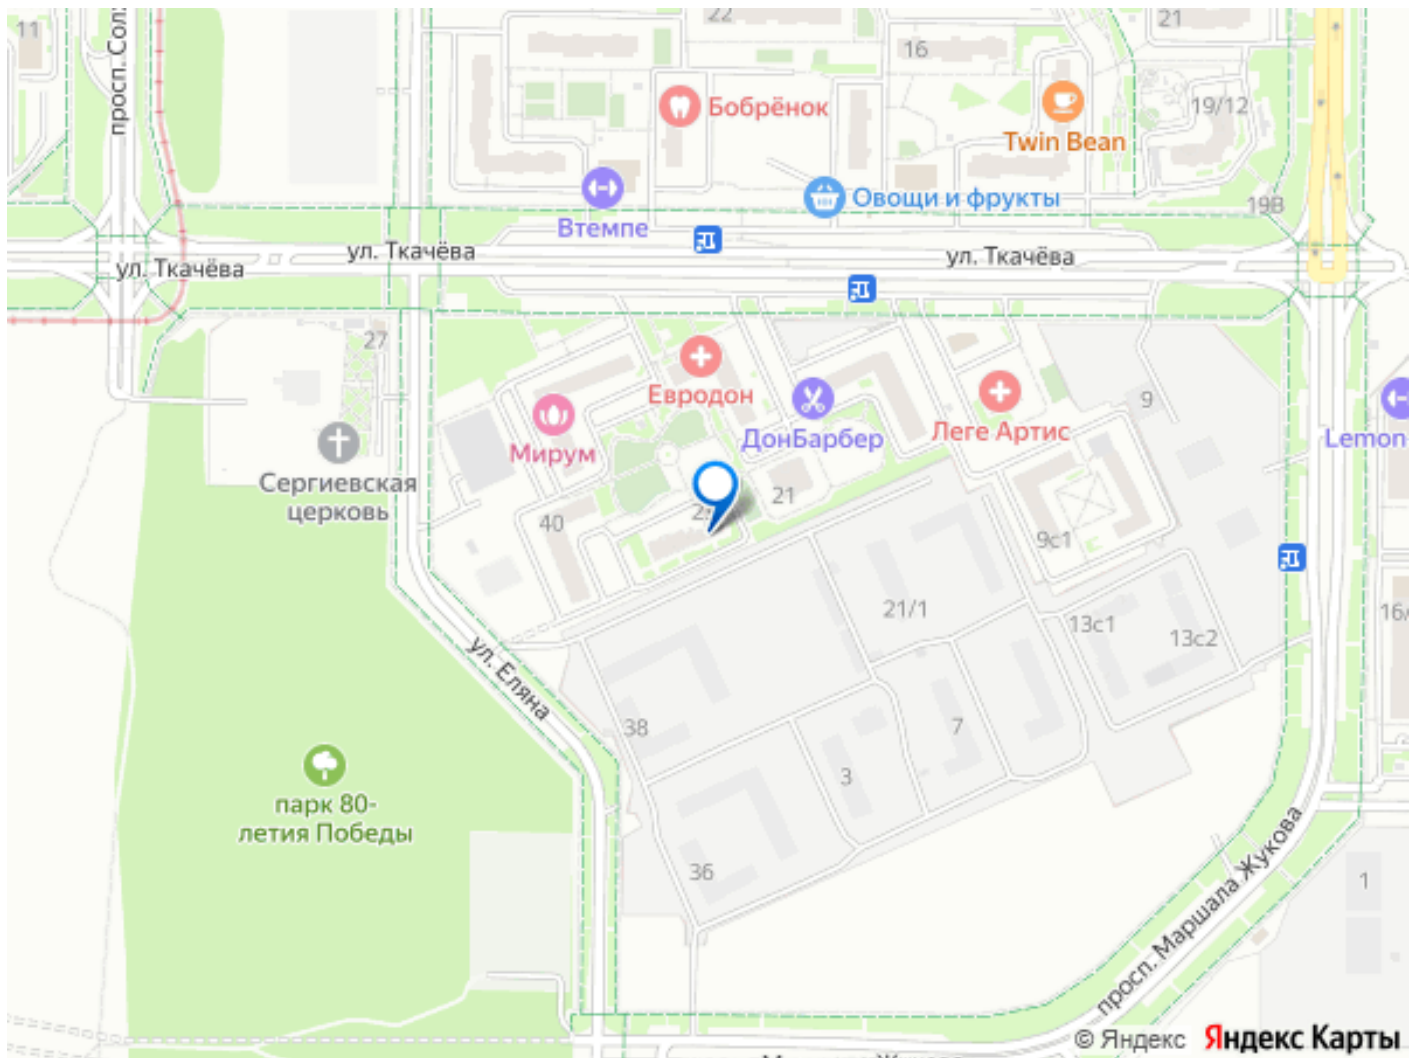 11
22
21
16
просп. Солж
Бобрёнок
19/12
Twin Bean
Овощи и фрукты
19В
Втемпе
ул. Ткачёва
ул. Ткачёва
ул. Ткачёва
27
Евродон
9
Мирум
ДонБарбер
Леге Артис
Lemon
Сергиевская
церковь
21
40
9с1
21/1
13с1
13с2
16/
ул. Еляна
38
7
3
парк 80-
летия Победы
36
1
просп. Маршала Жукова
© Яндекс Яндекс Карты